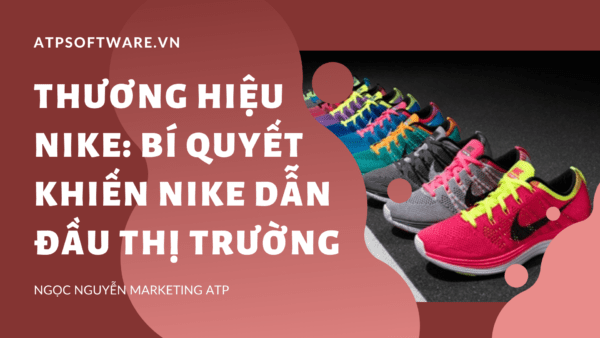 ATPSOFTWARE.VN
THƯƠNG HIỆU
NIKE: BÍ QUYẾT
KHIẾN NIKE DẪN
ĐẦU THỊ TRƯỜNG
NGỌC NGUYỄN MARKETING ATP